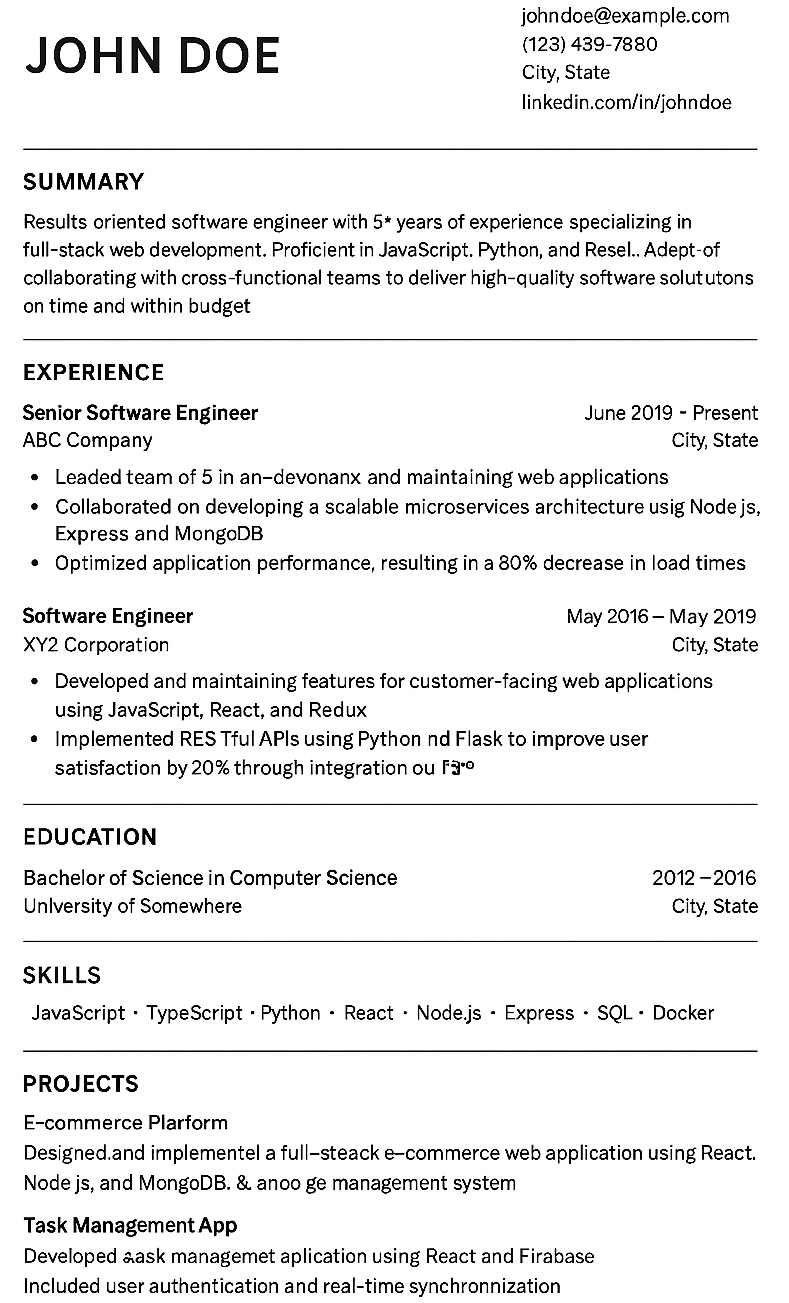 JOHN DOE
johndoe@example.com
(123) 439-7880
City, State
linkedin.com/in/johndoe
SUMMARY
Results oriented software engineer with 5* years of experience specializing in
full-stack web development. Proficient in JavaScript. Python, and Resel.. Adept-of
collaborating with cross-functional teams to deliver high-quality software solututons
on time and within budget
EXPERIENCE
Senior Software Engineer June 2019 - Present
ABC Company City, State
• Leaded team of 5 in an-devonanx and maintaining web applications
• Collaborated on developing a scalable microservices architecture usig Node js,
Express and MongoDB
• Optimized application performance, resulting in a 80% decrease in load times
Software Engineer May 2016 – May 2019
XY2 Corporation City, State
• Developed and maintaining features for customer-facing web applications
using JavaScript, React, and Redux
• Implemented RES Tful APIs using Python nd Flask to improve user
satisfaction by 20% through integration ou
EDUCATION
Bachelor of Science in Computer Science 2012 –2016
Unlversity of Somewhere City, State
SKILLS
JavaScript · TypeScript · Python · React · Node.js · Express · SQL · Docker
PROJECTS
E-commerce Plarform
Designed.and implementel a full-steack e-commerce web application using React.
Node js, and MongoDB. & anoo ge management system
Task Management App
Developed aask managemet aplication using React and Firabase
Included user authentication and real-time synchronnization